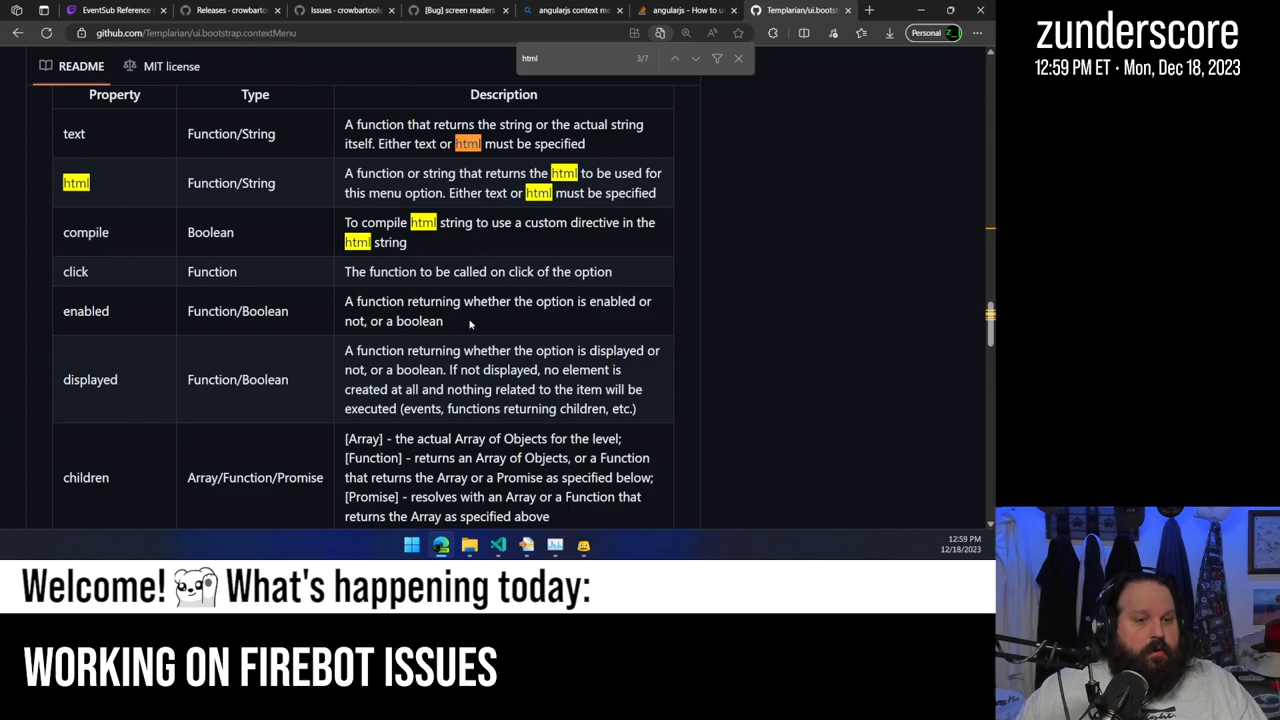 EventSub Reference
Releases - crowbartools
Issues - crowbartools
[Bug] screen readers
angularjs context me
angularjs - How to us
Templarian/ui.bootstrap
github.com/Templarian/ui.bootstrap.contextMenu
Personal
html
3/7
README
MIT license
Property Type Description
text Function/String A function that returns the string or the actual string
itself. Either text or html must be specified
html Function/String A function or string that returns the html to be used for
this menu option. Either text or html must be specified
compile Boolean To compile html string to use a custom directive in the
html string
click Function The function to be called on click of the option
enabled Function/Boolean A function returning whether the option is enabled or
not, or a boolean
displayed Function/Boolean A function returning whether the option is displayed or
not, or a boolean. If not displayed, no element is
created at all and nothing related to the item will be
executed (events, functions returning children, etc.)
children Array/Function/Promise [Array] - the actual Array of Objects for the level;
[Function] - returns an Array of Objects, or a Function
that returns the Array or a Promise as specified below;
[Promise] - resolves with an Array or a Function that
returns the Array as specified above
12:59 PM
12/18/2023
zunderscore
12:59 PM ET • Mon, Dec 18, 2023
Welcome! What's happening today:
WORKING ON FIREBOT ISSUES